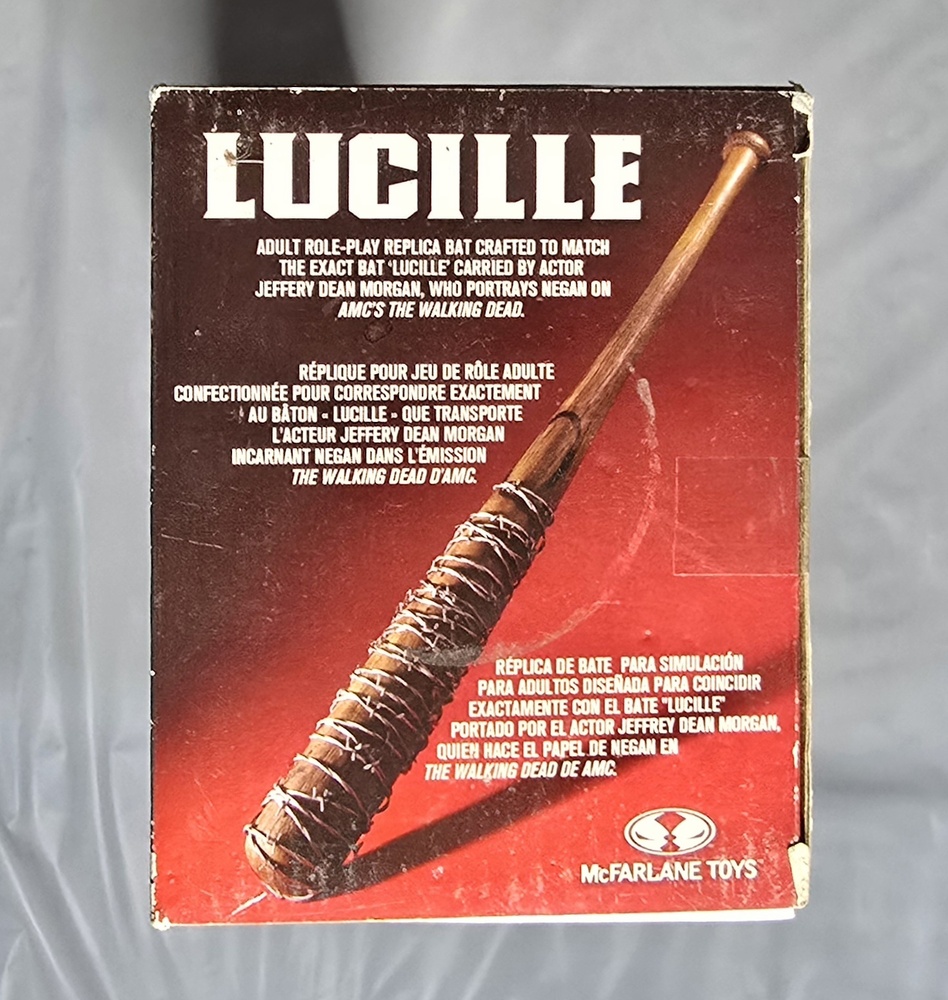 LUCILLE
ADULT ROLE-PLAY REPLICA BAT CRAFTED TO MATCH
THE EXACT BAT ‘LUCILLE’ CARRIED BY ACTOR
JEFFERY DEAN MORGAN, WHO PORTRAYS NEGAN ON
AMC'S THE WALKING DEAD.
RÉPLIQUE POUR JEU DE RÔLE ADULTE
CONFECTIONNÉE POUR CORRESPONDRE EXACTEMENT
AU BÂTON « LUCILLE » QUE TRANSPORTE
L'ACTEUR JEFFERY DEAN MORGAN
INCARNANT NEGAN DANS L'ÉMISSION
THE WALKING DEAD D'AMC.
RÉPLICA DE BATE PARA SIMULACIÓN
PARA ADULTOS DISEÑADA PARA COINCIDIR
EXACTAMENTE CON EL BATE "LUCILLE"
PORTADO POR EL ACTOR JEFFREY DEAN MORGAN,
QUIEN HACE EL PAPEL DE NEGAN EN
THE WALKING DEAD DE AMC.
McFARLANE TOYS